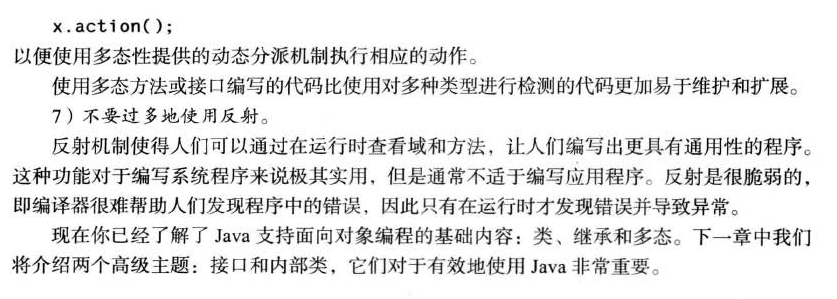 x.action();
以便使用多态性提供的动态分派机制执行相应的动作。
使用多态方法或接口编写的代码比使用对多种类型进行检测的代码更加易于维护和扩展。
7）不要过多地使用反射。
反射机制使得人们可以通过在运行时查看域和方法，让人们编写出更具有通用性的程序。
这种功能对于编写系统程序来说极其实用，但是通常不适于编写应用程序。反射是很脆弱的，
即编译器很难帮助人们发现程序中的错误，因此只有在运行时才发现错误并导致异常。
现在你已经了解了 Java 支持面向对象编程的基础内容：类、继承和多态。下一章中我们
将介绍两个高级主题：接口和内部类，它们对于有效地使用 Java 非常重要。